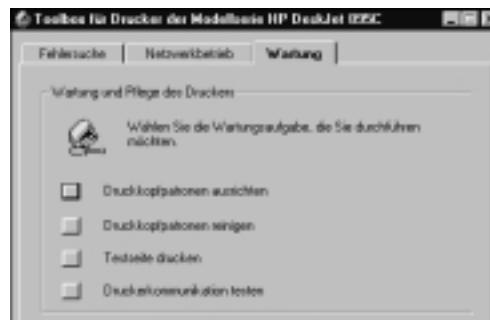 Toolbox für Drucker der Modellserie HP DeskJet
Fehlersuche Netzwerkbetrieb Wartung
Wartung und Pflege des Druckers
Wählen Sie die Wartungsaufgabe, die Sie durchführen
möchten.
Druckkopfpatronen ausrichten
Druckkopfpatronen reinigen
Testseite drucken
Druckerkommunikation testen